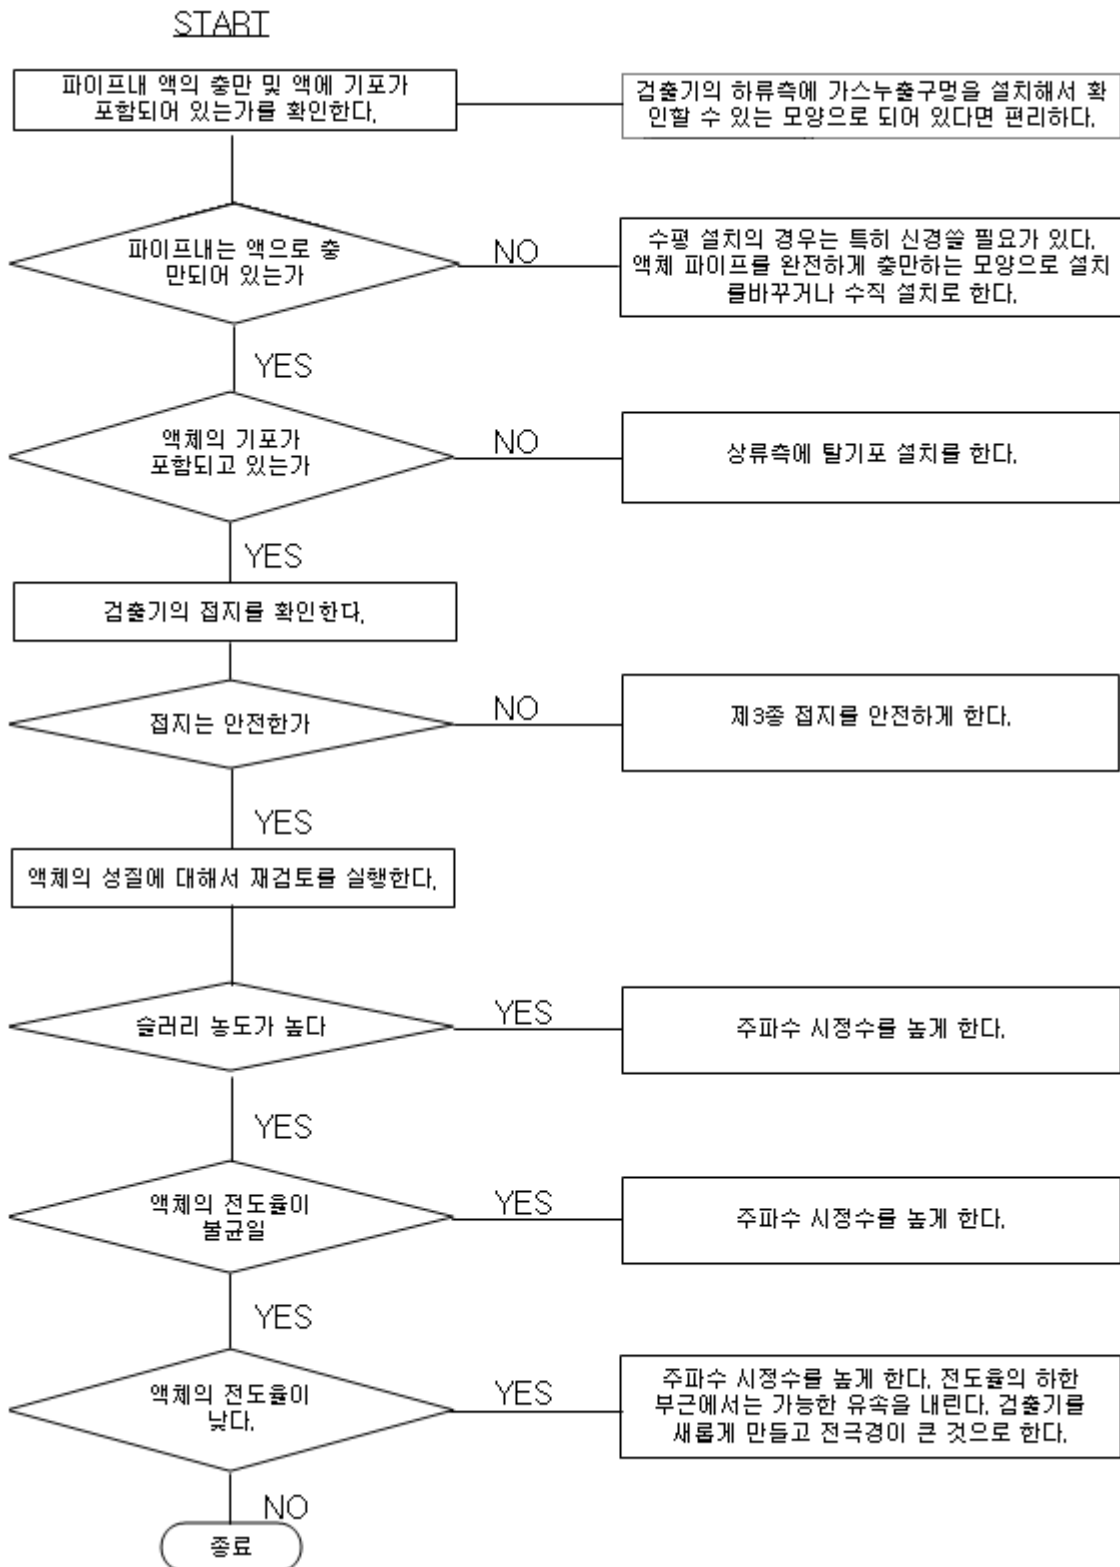 START
파이프내 액의 충만 및 액에 기포가
포함되어 있는가를 확인한다.
검출기의 하류측에 가스누출구멍을 설치해서 확
인할 수 있는 모양으로 되어 있다면 편리하다.
파이프내는 액으로 충
만되어 있는가
NO
수평 설치의 경우는 특히 신경쓸 필요가 있다.
액체 파이프를 완전하게 충만하는 모양으로 설치
를바꾸거나 수직 설치로 한다.
YES
액체의 기포가
포함되고 있는가
NO
상류측에 탈기포 설치를 한다.
YES
검출기의 접지를 확인한다.
접지는 안전한가
NO
제3종 접지를 안전하게 한다.
YES
액체의 성질에 대해서 재검토를 실행한다.
슬러리 농도가 높다
YES
주파수 시정수를 높게 한다.
YES
액체의 전도율이
불균일
YES
주파수 시정수를 높게 한다.
YES
액체의 전도율이
낮다.
YES
주파수 시정수를 높게 한다. 전도율의 하한
부근에서는 가능한 유속을 내린다. 검출기를
새롭게 만들고 전극경이 큰 것으로 한다.
NO
종료